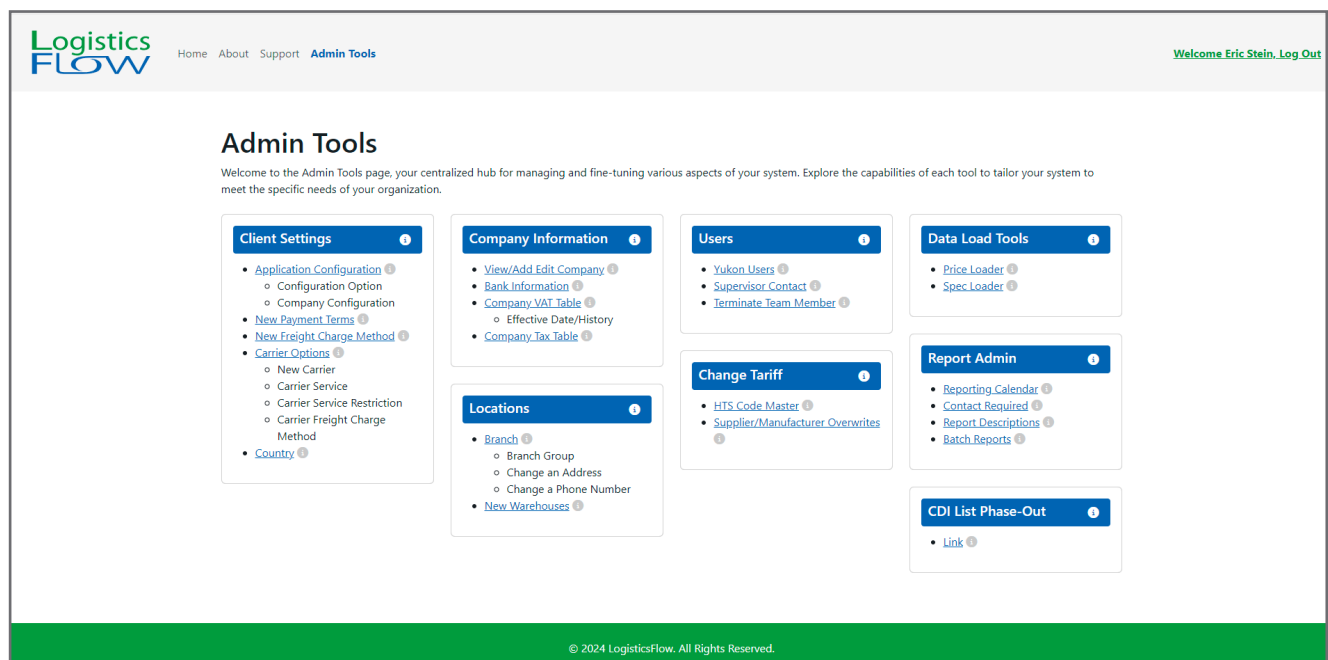 Logistics
FLOW
Home About Support Admin Tools
Welcome Eric Stein, Log Out
Admin Tools
Welcome to the Admin Tools page, your centralized hub for managing and fine-tuning various aspects of your system. Explore the capabilities of each tool to tailor your system to
meet the specific needs of your organization.
Client Settings
Application Configuration
Configuration Option
Company Configuration
New Payment Terms
New Freight Charge Method
Carrier Options
New Carrier
Carrier Service
Carrier Service Restriction
Carrier Freight Charge
Method
Country
Company Information
View/Add Edit Company
Bank Information
Company VAT Table
Effective Date/History
Company Tax Table
Locations
Branch
Branch Group
Change an Address
Change a Phone Number
New Warehouses
Users
Yukon Users
Supervisor Contact
Terminate Team Member
Change Tariff
HTS Code Master
Supplier/Manufacturer Overwrites
Data Load Tools
Price Loader
Spec Loader
Report Admin
Reporting Calendar
Contact Required
Report Descriptions
Batch Reports
CDI List Phase-Out
Link
© 2024 LogisticsFlow. All Rights Reserved.